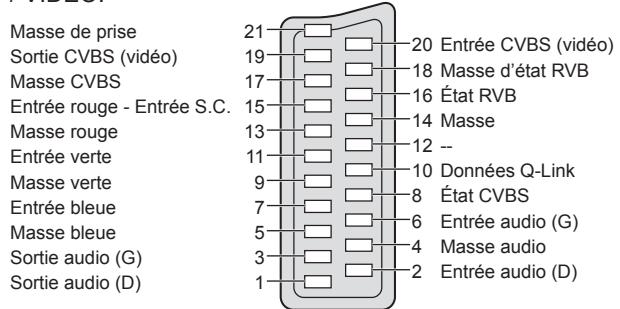 / VIDEO.
Masse de prise 21
Sortie CVBS (vidéo) 19
Masse CVBS 17
Entrée rouge - Entrée S.C. 15
Masse rouge 13
Entrée verte 11
Masse verte 9
Entrée bleue 7
Masse bleue 5
Sortie audio (G) 3
Sortie audio (D) 1
20 Entrée CVBS (vidéo)
18 Masse d’état RVB
16 État RVB
14 Masse
12 --
10 Données Q-Link
8 État CVBS
6 Entrée audio (G)
4 Masse audio
2 Entrée audio (D)